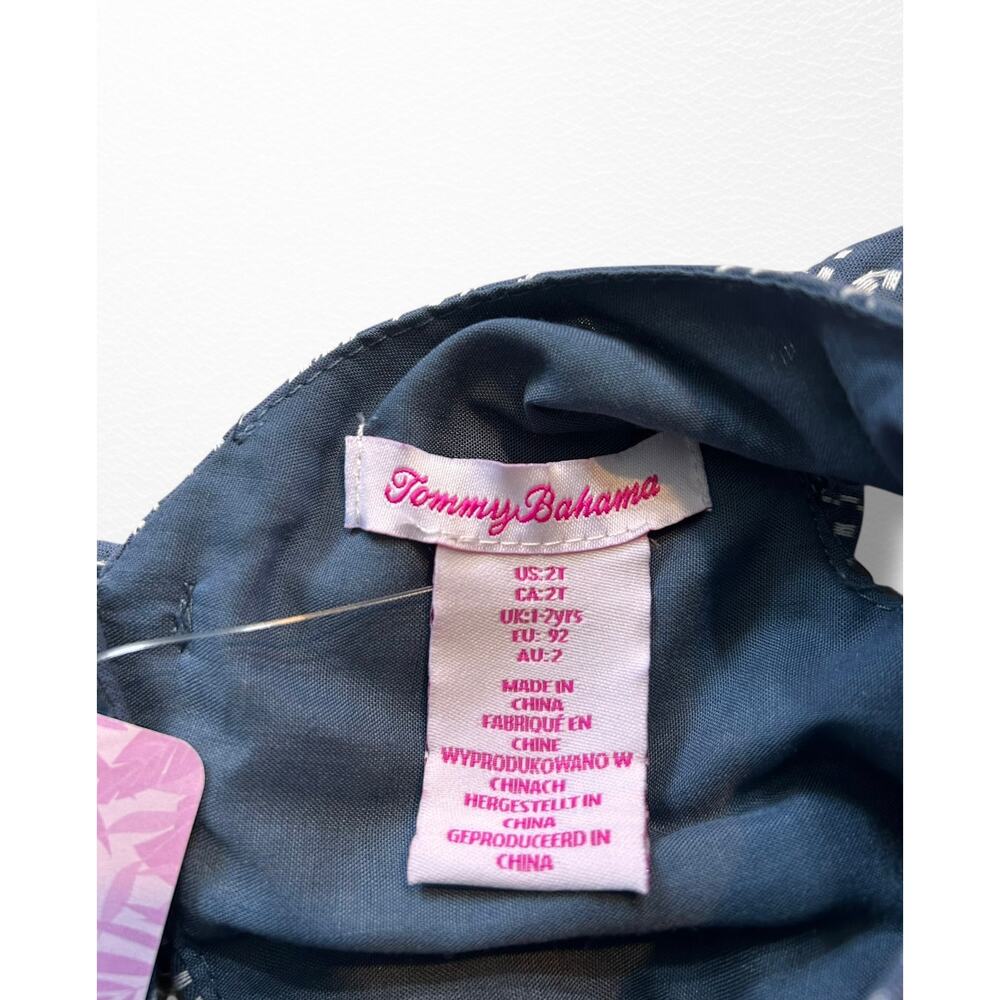 Tommy Bahama
US:2T
CA:2T
UK:1-2yrs
EU: 92
AU:2
MADE IN
CHINA
FABRIQUÉ EN
CHINE
WYPRODUKOWANO W
CHINACH
HERGESTELLT IN
CHINA
GEPRODUCEERD IN
CHINA